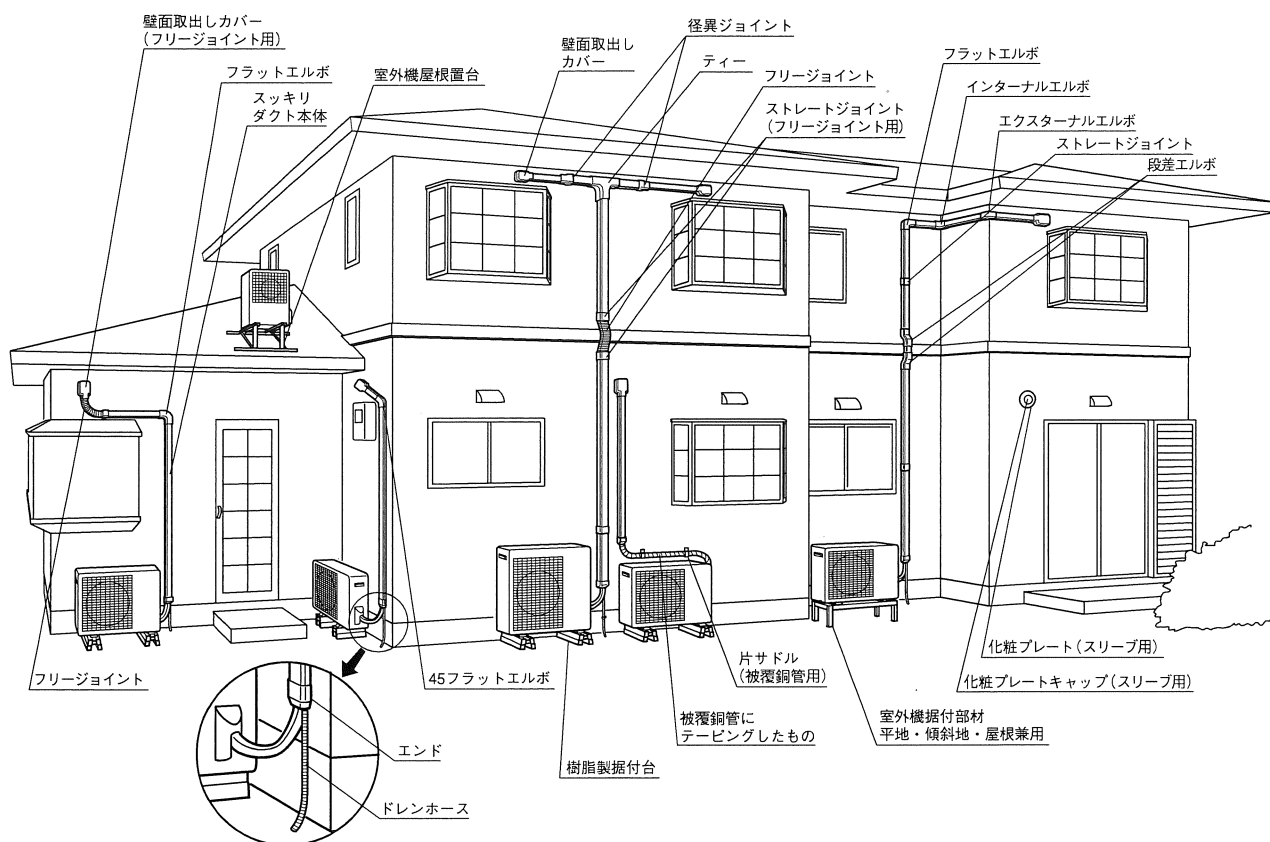 壁面取出しカバー
(フリージョイント用)
フラットエルボ
スッキリ
ダクト本体
室外機屋根置台
壁面取出し
カバー
径異ジョイント
ティー
フリージョイント
ストレートジョイント
(フリージョイント用)
フラットエルボ
インターナルエルボ
エクスターナルエルボ
ストレートジョイント
段差エルボ
フリージョイント
45フラットエルボ
エンド
ドレンホース
樹脂製据付台
被覆銅管に
テーピングしたもの
片サドル
(被覆銅管用)
室外機据付部材
平地・傾斜地・屋根兼用
化粧プレート(スリーブ用)
化粧プレートキャップ(スリーブ用)